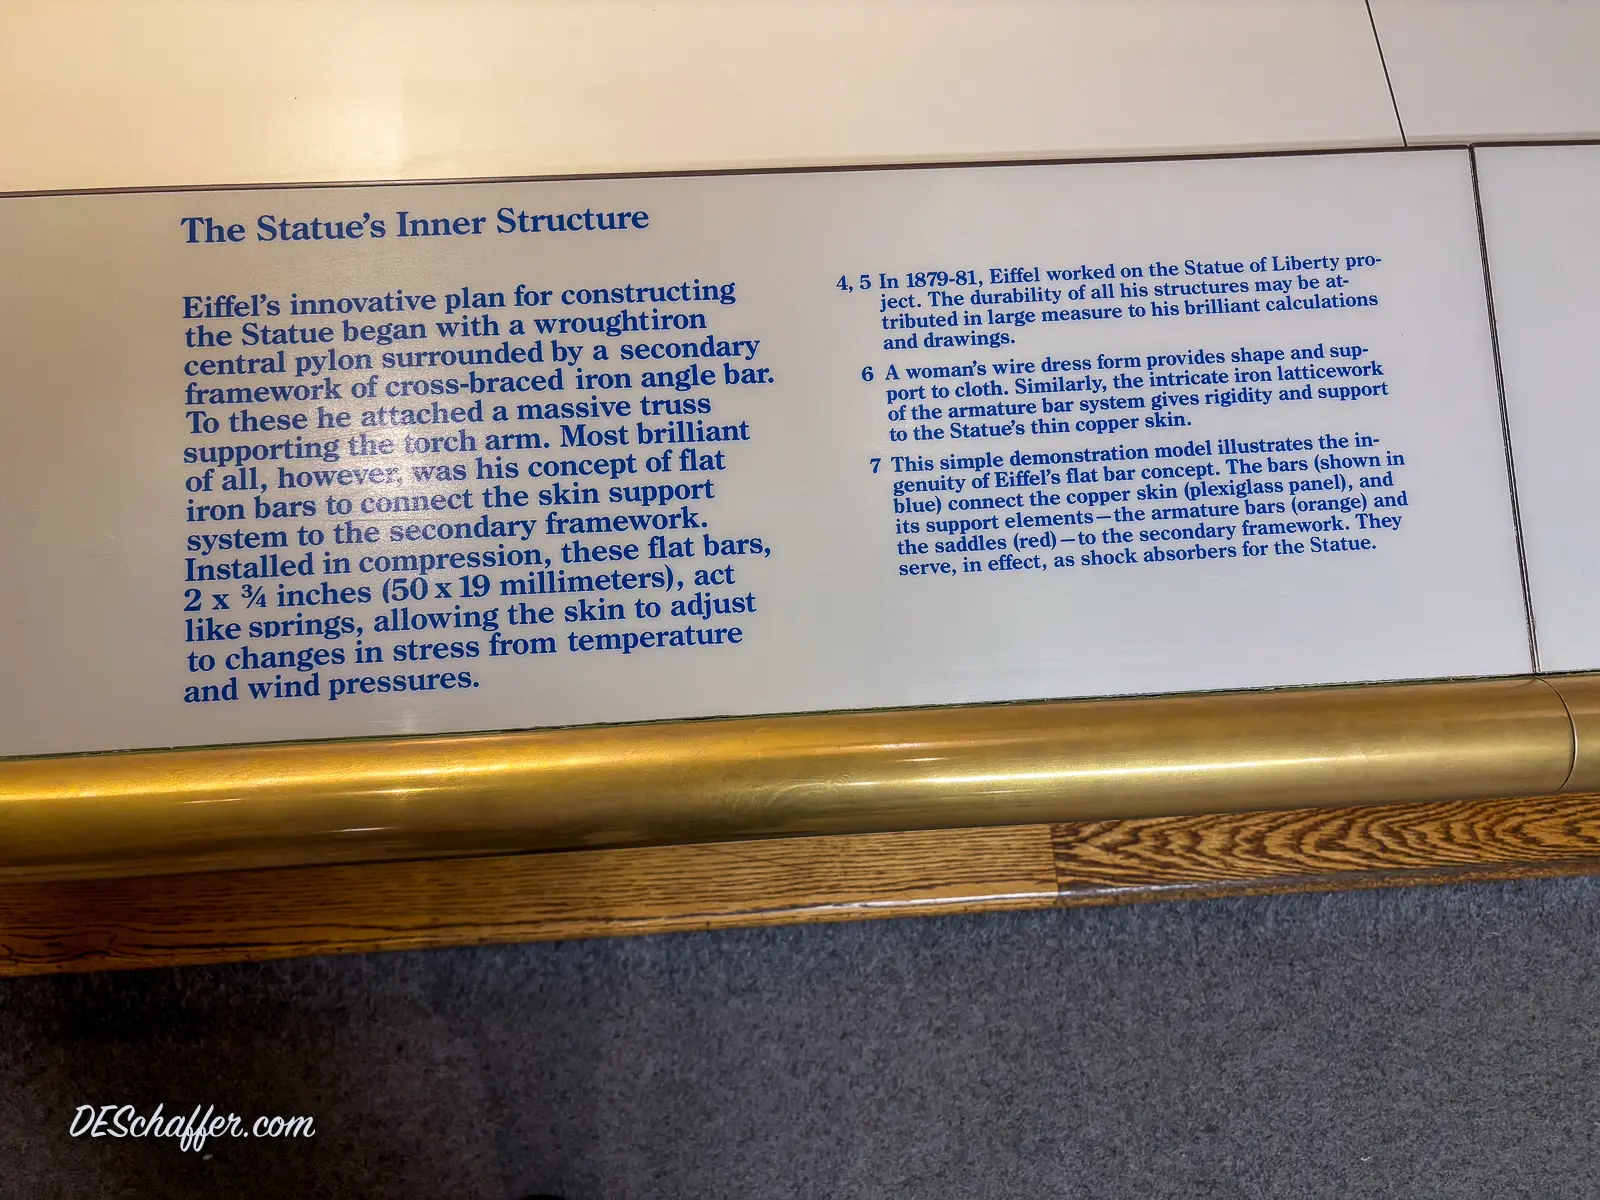 The Statue's Inner Structure
Eiffel's innovative plan for constructing
the Statue began with a wroughtiron
central pylon surrounded by a secondary
framework of cross-braced iron angle bar.
To these he attached a massive truss
supporting the torch arm. Most brilliant
of all, however, was his concept of flat
iron bars to connect the skin support
system to the secondary framework.
Installed in compression, these flat bars,
2 x ¾ inches (50 x 19 millimeters), act
like springs, allowing the skin to adjust
to changes in stress from temperature
and wind pressures.
4, 5 In 1879-81, Eiffel worked on the Statue of Liberty pro-
ject. The durability of all his structures may be at-
tributed in large measure to his brilliant calculations
and drawings.
6 A woman's wire dress form provides shape and sup-
port to cloth. Similarly, the intricate iron latticework
of the armature bar system gives rigidity and support
to the Statue's thin copper skin.
7 This simple demonstration model illustrates the in-
genuity of Eiffel's flat bar concept. The bars (shown in
blue) connect the copper skin (plexiglass panel), and
its support elements—the armature bars (orange) and
the saddles (red)—to the secondary framework. They
serve, in effect, as shock absorbers for the Statue.
DESchaffer.com